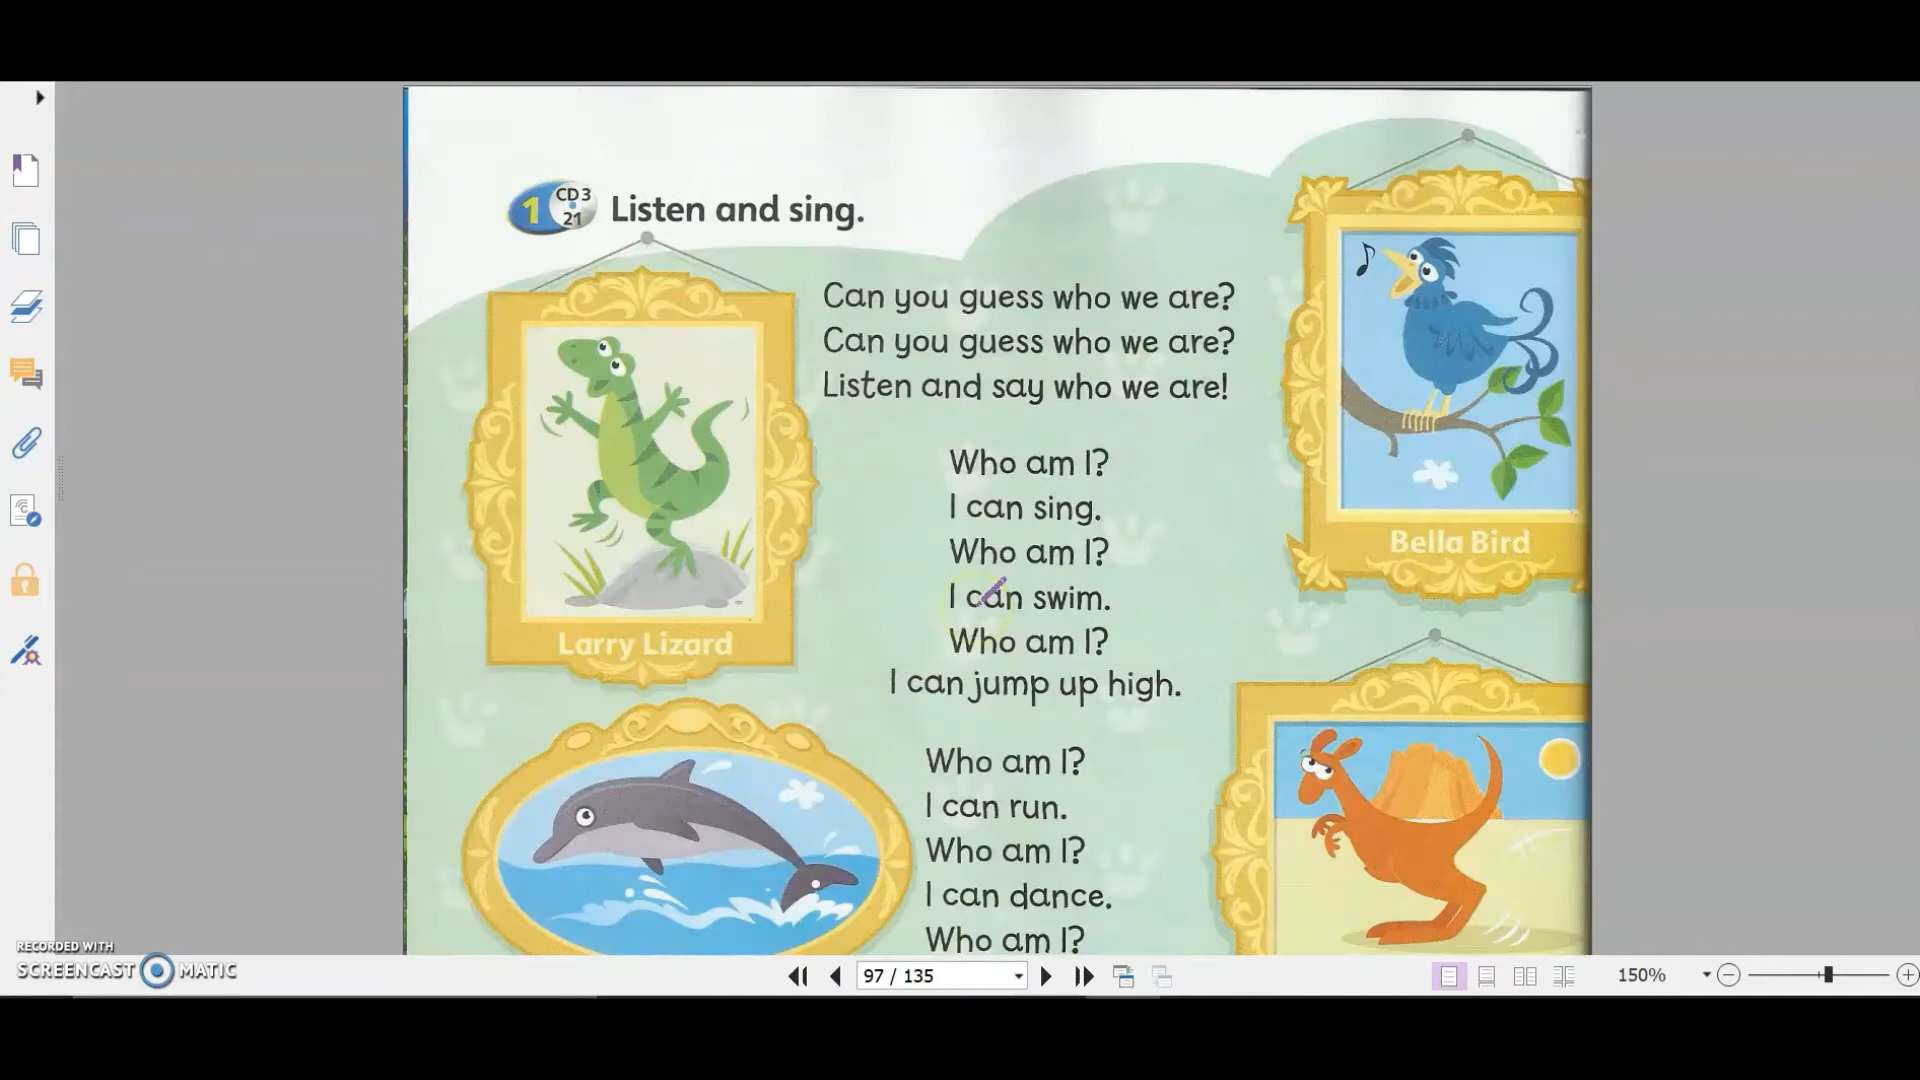 1 CD3 21 Listen and sing.
Can you guess who we are?
Can you guess who we are?
Listen and say who we are!
Who am I?
I can sing.
Who am I?
I can swim.
Who am I?
I can jump up high.
Who am I?
I can run.
Who am I?
I can dance.
Who am I?
Larry Lizard
Bella Bird
RECORDED WITH
SCREENCAST MATIC
97 / 135
150%